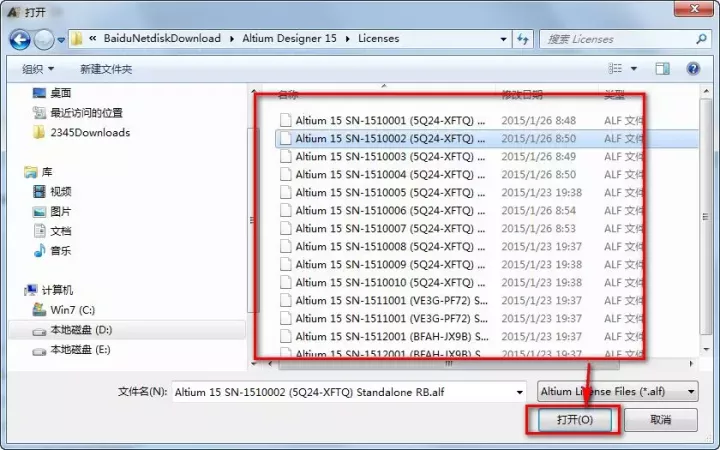 打开
« BaiduNetdiskDownload ▸ Altium Designer 15 ▸ Licenses
搜索 Licenses
组织 新建文件夹
桌面
最近访问的位置
2345Downloads
库
视频
图片
文档
音乐
计算机
Win7 (C:)
本地磁盘 (D:)
本地磁盘 (E:)
名称 修改日期 类型
Altium 15 SN-1510001 (5Q24-XFTQ) ... 2015/1/26 8:48 ALF 文件
Altium 15 SN-1510002 (5Q24-XFTQ) ... 2015/1/26 8:50 ALF 文件
Altium 15 SN-1510003 (5Q24-XFTQ) ... 2015/1/26 8:49 ALF 文件
Altium 15 SN-1510004 (5Q24-XFTQ) ... 2015/1/26 8:50 ALF 文件
Altium 15 SN-1510005 (5Q24-XFTQ) ... 2015/1/23 19:38 ALF 文件
Altium 15 SN-1510006 (5Q24-XFTQ) ... 2015/1/26 8:54 ALF 文件
Altium 15 SN-1510007 (5Q24-XFTQ) ... 2015/1/26 8:53 ALF 文件
Altium 15 SN-1510008 (5Q24-XFTQ) ... 2015/1/23 19:37 ALF 文件
Altium 15 SN-1510009 (5Q24-XFTQ) ... 2015/1/23 19:38 ALF 文件
Altium 15 SN-1510010 (5Q24-XFTQ) ... 2015/1/23 19:38 ALF 文件
Altium 15 SN-1511001 (VE3G-PF72) S... 2015/1/23 19:37 ALF 文件
Altium 15 SN-1511001 (VE3G-PF72) S... 2015/1/23 19:37 ALF 文件
Altium 15 SN-1512001 (BFAH-JX9B) S... 2015/1/23 19:37 ALF 文件
Altium 15 SN-1512001 (BFAH-JX9B) S... 2015/1/23 19:38 ALF 文件
文件名(N): Altium 15 SN-1510002 (5Q24-XFTQ) Standalone RB.alf
Altium License Files (*.alf)
打开(O) 取消